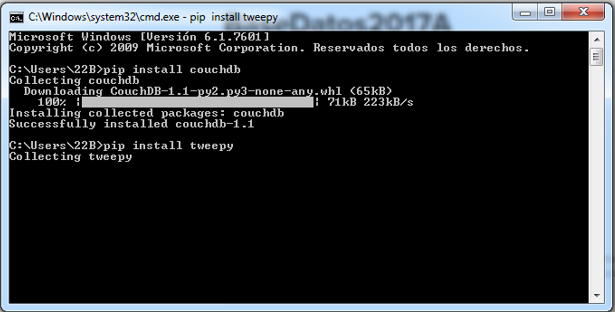 BaseDatos2017A
C:\Windows\system32\cmd.exe - pip  install tweepy
Microsoft Windows [Versión 6.1.7601]
Copyright (c) 2009 Microsoft Corporation. Reservados todos los derechos.
C:\Users\22B>pip install couchdb
Collecting couchdb
  Downloading CouchDB-1.1-py2.py3-none-any.whl (65kB)
    100% |################################| 71kB 223kB/s
Installing collected packages: couchdb
Successfully installed couchdb-1.1
C:\Users\22B>pip install tweepy
Collecting tweepy